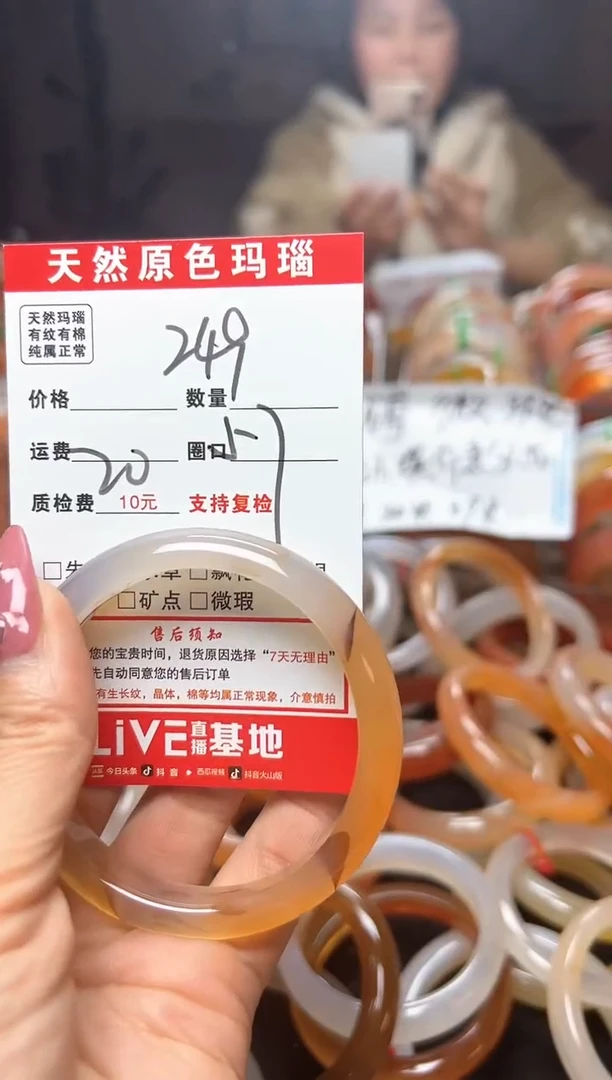 天然原色玛瑙
天然玛瑙
有纹有棉
纯属正常
249
价格 数量
运费 20 圈口
质检费 10元 支持复检
□矿点 □微瑕
售后须知
您的宝贵时间，退货原因选择“7天无理由”
先自动同意您的售后订单
有生长纹，晶体，棉等均属正常现象，介意慎拍
LiVE直播基地
今日头条 抖音 西瓜视频 抖音火山版